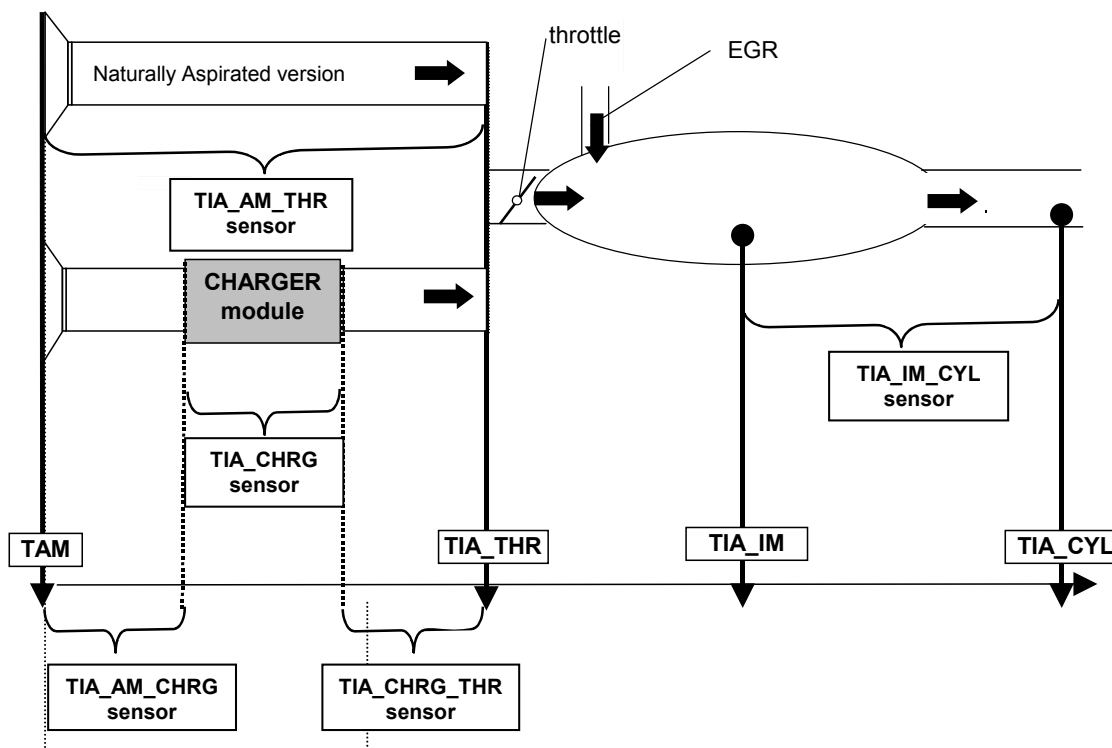 throttle
EGR
Naturally Aspirated version
TIA_AM_THR
sensor
CHARGER
module
TIA_IM_CYL
sensor
TIA_CHRG
sensor
TAM
TIA_THR
TIA_IM
TIA_CYL
TIA_AM_CHRG
sensor
TIA_CHRG_THR
sensor